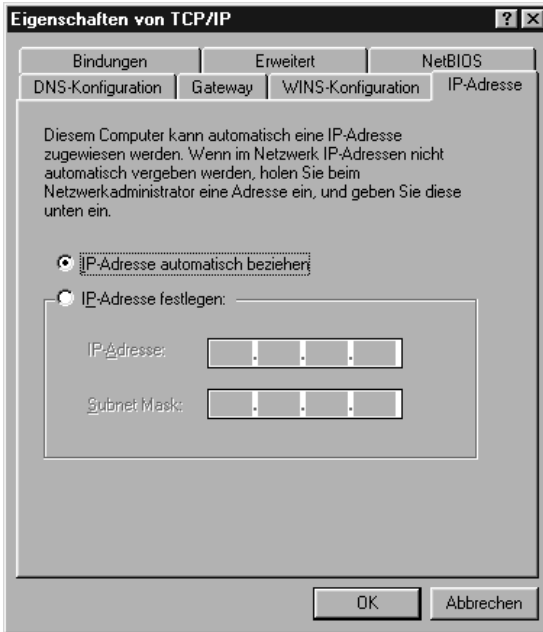 Eigenschaften von TCP/IP
Bindungen Erweitert NetBIOS
DNS-Konfiguration Gateway WINS-Konfiguration IP-Adresse
Diesem Computer kann automatisch eine IP-Adresse
zugewiesen werden. Wenn im Netzwerk IP-Adressen nicht
automatisch vergeben werden, holen Sie beim
Netzwerkadministrator eine Adresse ein, und geben Sie diese
unten ein.
IP-Adresse automatisch beziehen
IP-Adresse festlegen:
IP-Adresse:
Subnet Mask:
OK Abbrechen